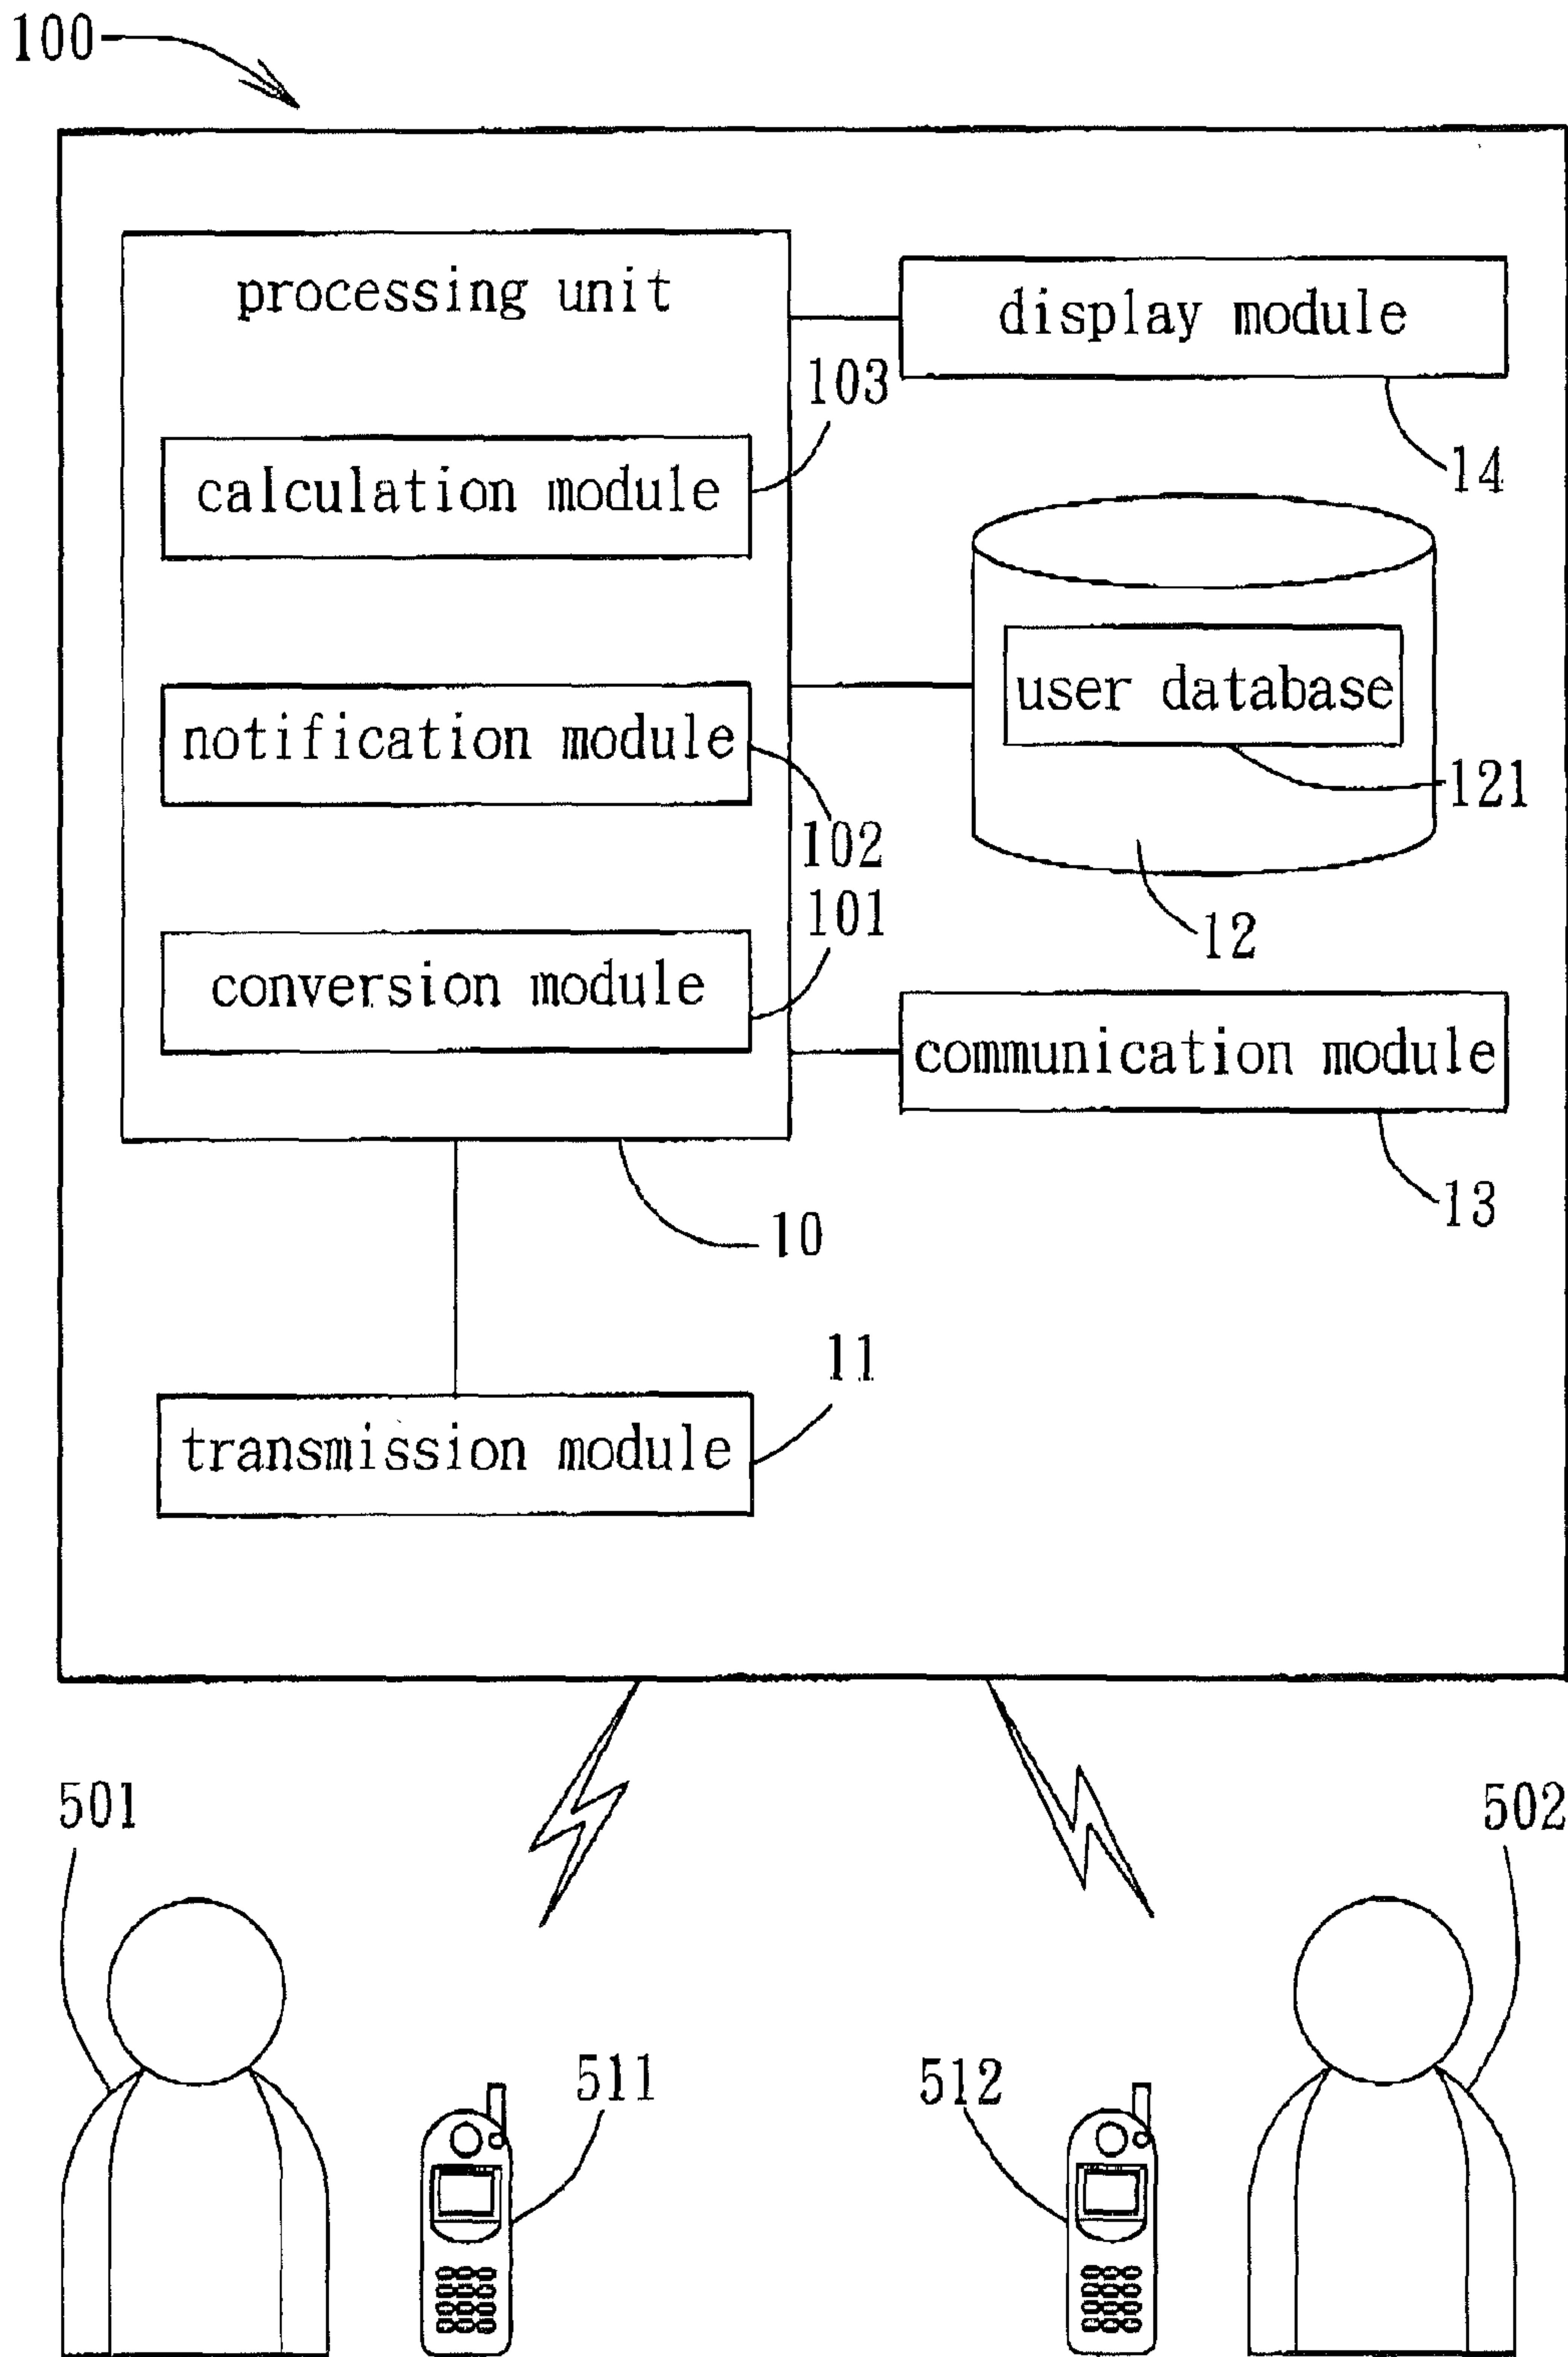 100
processing unit
display module
103
calculation module
14
user database
notification module
121
102
101
12
conversion module
communication module
13
10
11
transmission module
501
502
511
512